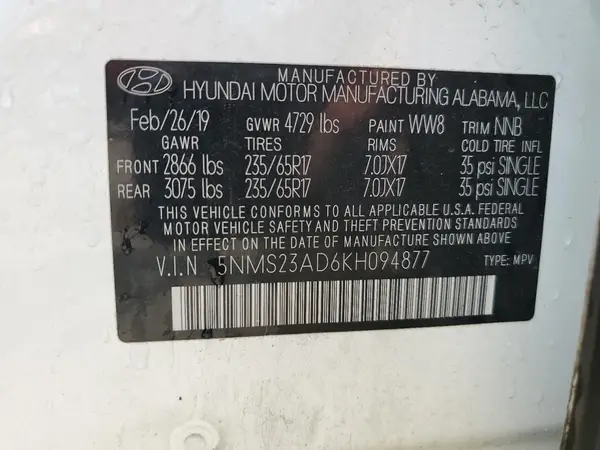 MANUFACTURED BY
HYUNDAI MOTOR MANUFACTURING ALABAMA, LLC
Feb/26/19 GVWR 4729 lbs PAINT WW8 TRIM NNB
GAWR TIRES RIMS COLD TIRE INFL
FRONT 2866 lbs 235/65R17 7.0JX17 35 psi SINGLE
REAR 3075 lbs 235/65R17 7.0JX17 35 psi SINGLE
THIS VEHICLE CONFORMS TO ALL APPLICABLE U.S.A. FEDERAL
MOTOR VEHICLE SAFETY AND THEFT PREVENTION STANDARDS
IN EFFECT ON THE DATE OF MANUFACTURE SHOWN ABOVE.
V.I.N. 5NMS23AD6KH094877 TYPE: MPV